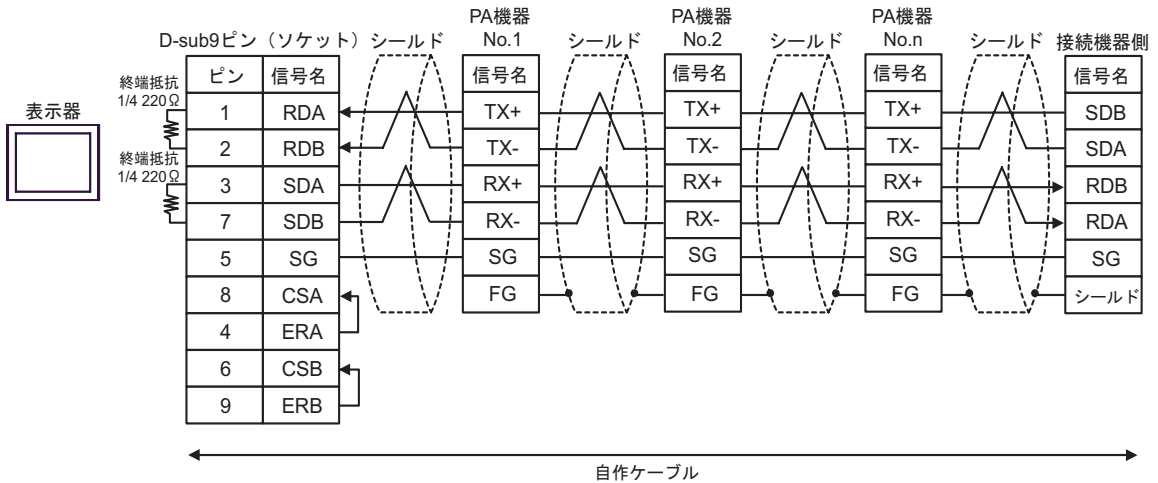 PA機器
No.1
PA機器
No.2
PA機器
No.n
D-sub9ピン（ソケット）
シールド
シールド
シールド
シールド
接続機器側
表示器
終端抵抗
1/4 220Ω
終端抵抗
1/4 220Ω
ピン 信号名
1 RDA
2 RDB
3 SDA
7 SDB
5 SG
8 CSA
4 ERA
6 CSB
9 ERB
信号名
TX+
TX-
RX+
RX-
SG
FG
信号名
TX+
TX-
RX+
RX-
SG
FG
信号名
TX+
TX-
RX+
RX-
SG
FG
信号名
SDB
SDA
RDB
RDA
SG
シールド
自作ケーブル